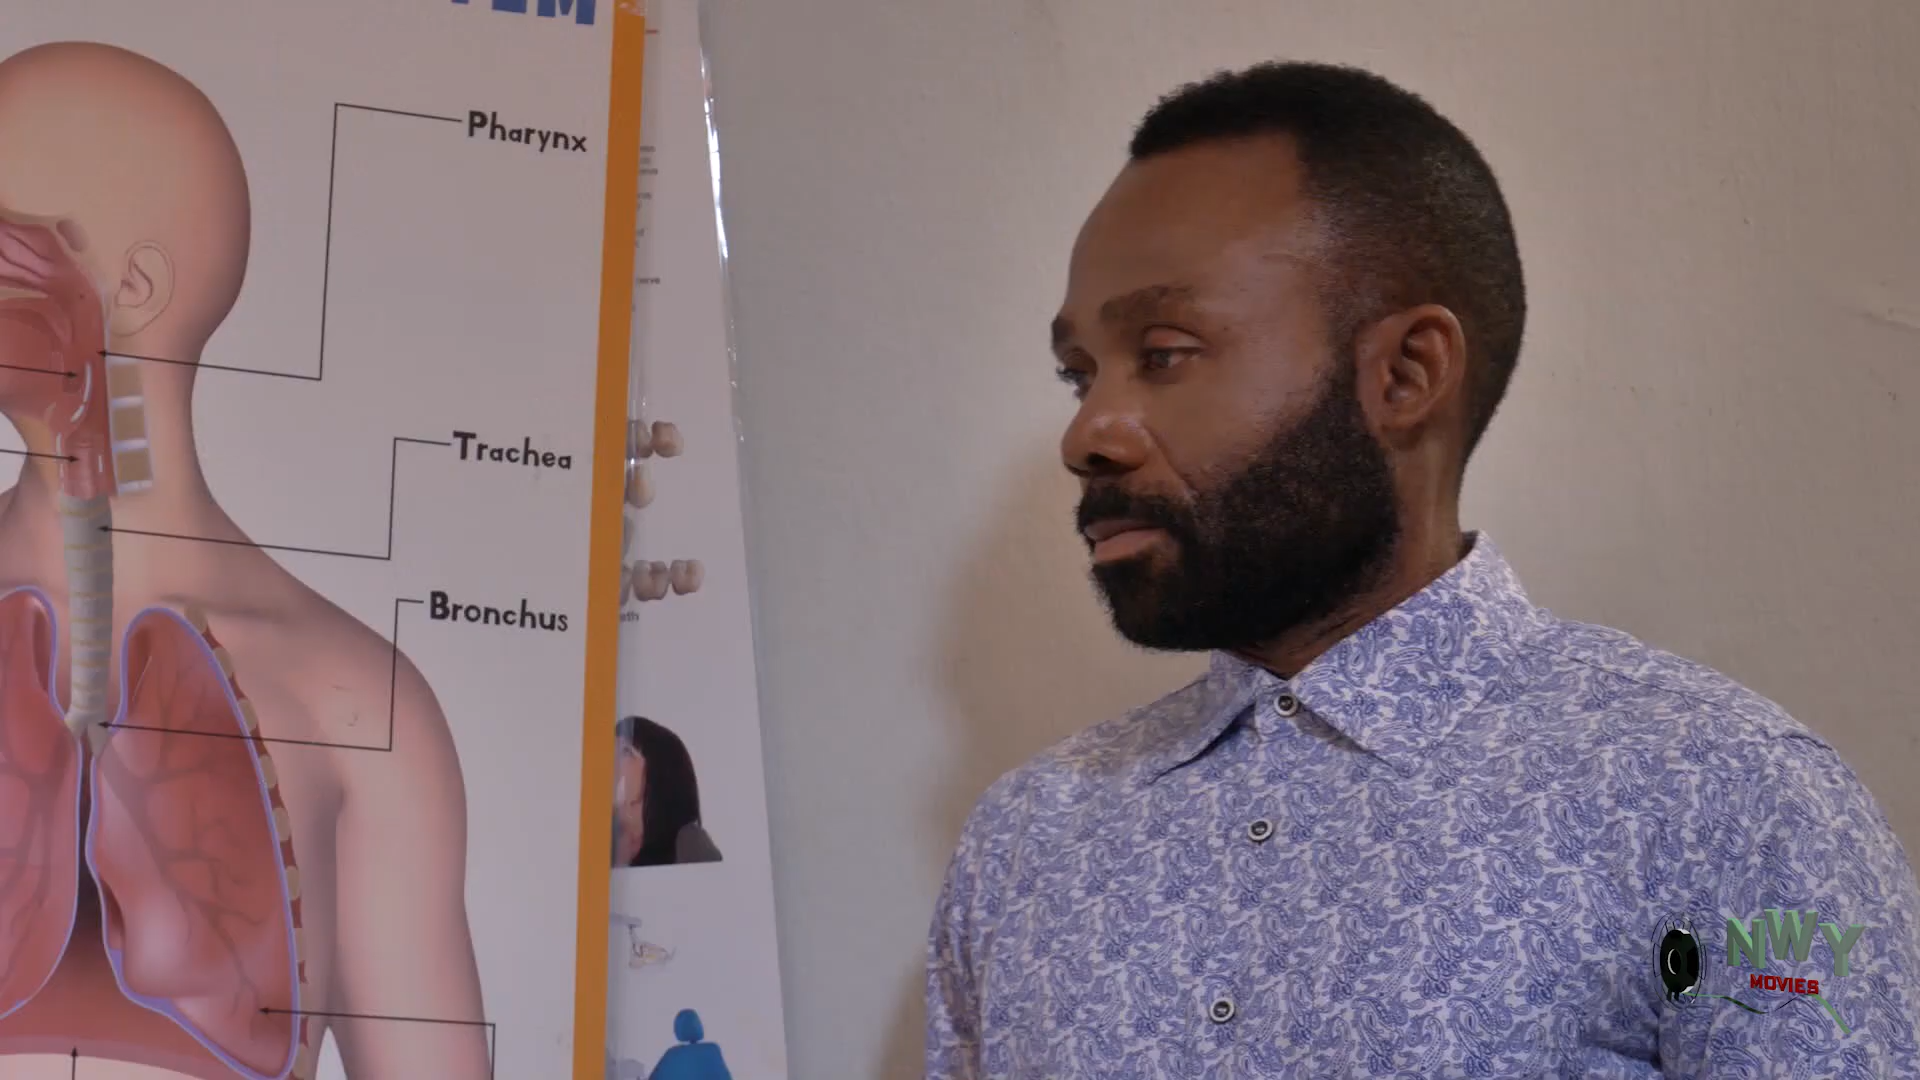 Pharynx
Trachea
Bronchus
NWY
MOVIES